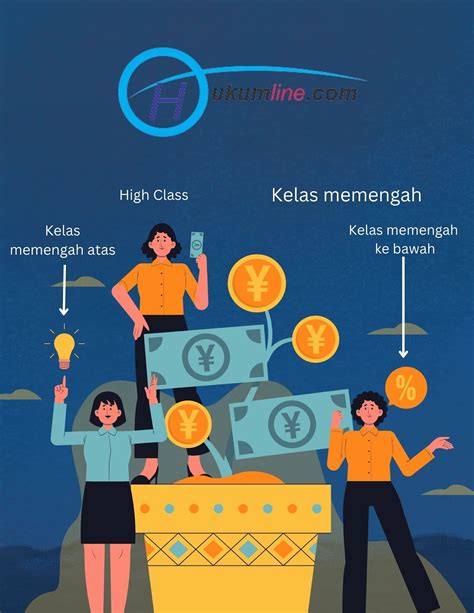 Hukumline.com
High Class
Kelas memengah
Kelas
memengah atas
Kelas memengah
ke bawah
¥
¥
¥
¥
¥
%